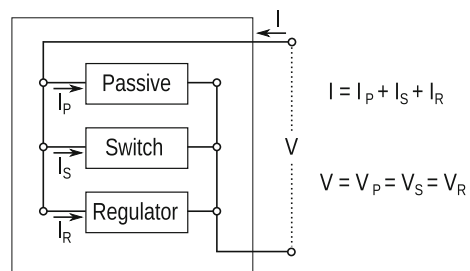 I
Passive
I_P
Switch
I_S
Regulator
I_R
V
I = I_P + I_S + I_R
V = V_P = V_S = V_R